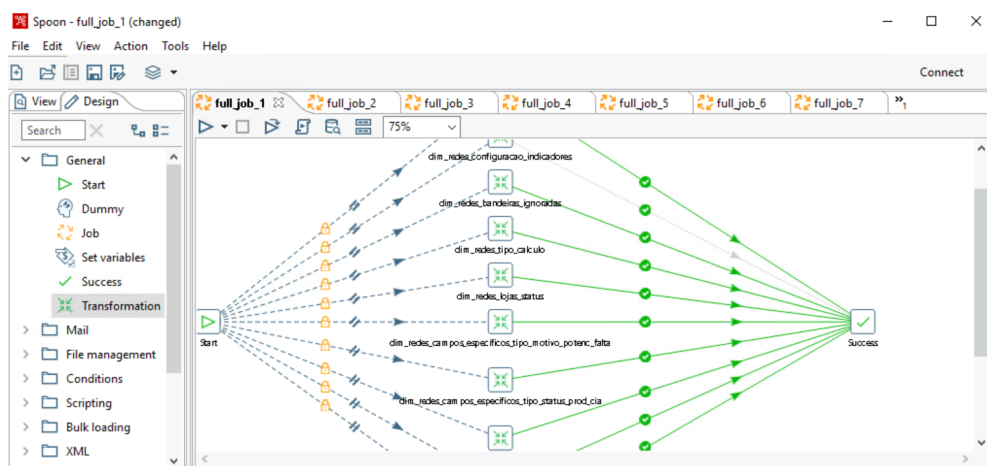 Spoon - full_job_1 (changed)
File Edit View Action Tools Help
Connect
View Design
full_job_1 full_job_2 full_job_3 full_job_4 full_job_5 full_job_6 full_job_7 »1
Search
75%
General
Start
Dummy
Job
Set variables
Success
Transformation
Mail
File management
Conditions
Scripting
Bulk loading
XML
dim_redes_configuracao_indicadores
dim_redes_bandeiras_ignoradas
dim_redes_tipo_calculo
dim_redes_lojas_status
Start
dim_redes_campos_especificos_tipo_motivo_potenc_falta
Success
dim_redes_campos_especificos_tipo_status_prod_cia